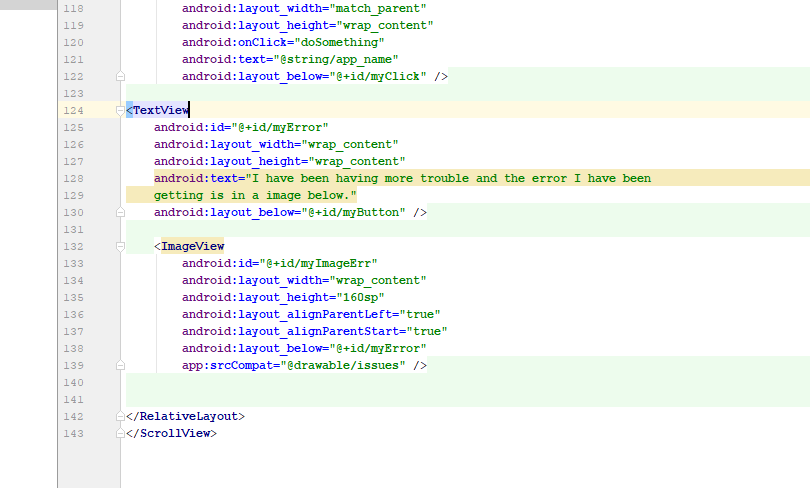 118 android:layout_width="match_parent"
119 android:layout_height="wrap_content"
120 android:onClick="doSomething"
121 android:text="@string/app_name"
122 android:layout_below="@+id/myClick" />
123
124 <TextView
125 android:id="@+id/myError"
126 android:layout_width="wrap_content"
127 android:layout_height="wrap_content"
128 android:text="I have been having more trouble and the error I have been
129 getting is in a image below."
130 android:layout_below="@+id/myButton" />
131
132 <ImageView
133 android:id="@+id/myImageErr"
134 android:layout_width="wrap_content"
135 android:layout_height="160sp"
136 android:layout_alignParentLeft="true"
137 android:layout_alignParentStart="true"
138 android:layout_below="@+id/myError"
139 app:srcCompat="@drawable/issues" />
140
141
142 </RelativeLayout>
143 </ScrollView>